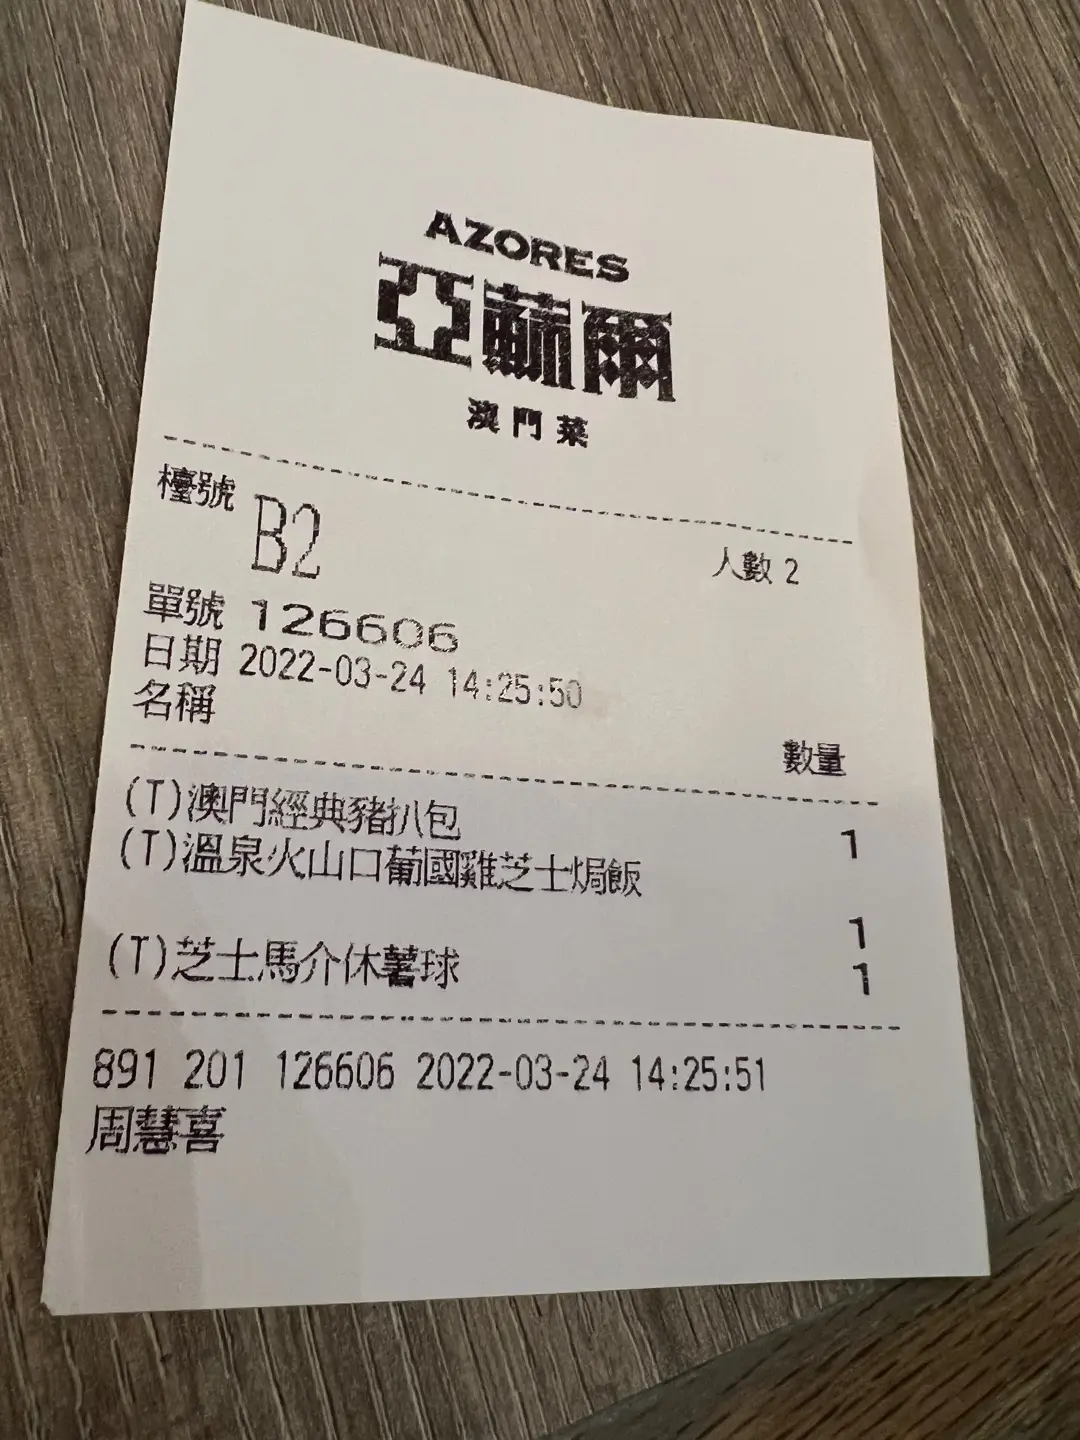 AZORES
亞蘇爾
澳門菜
檯號 B2 人數 2
單號 126606
日期 2022-03-24 14:25:50
名稱 數量
(T)澳門經典豬扒包 1
(T)溫泉火山口葡國雞芝士焗飯 1
(T)芝士馬介休薯球 1
891 201 126606 2022-03-24 14:25:51
周慧喜